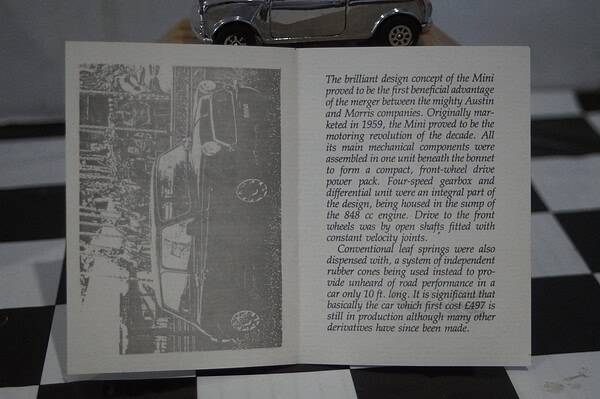 The brilliant design concept of the Mini
proved to be the first beneficial advantage
of the merger between the mighty Austin
and Morris companies. Originally mar-
keted in 1959, the Mini proved to be the
motoring revolution of the decade. All
its main mechanical components were
assembled in one unit beneath the bonnet
to form a compact, front-wheel drive
power pack. Four-speed gearbox and
differential unit were an integral part of
the design, being housed in the sump of
the 848 cc engine. Drive to the front
wheels was by open shafts fitted with
constant velocity joints.
Conventional leaf springs were also
dispensed with, a system of independent
rubber cones being used instead to pro-
vide unheard of road performance in a
car only 10 ft. long. It is significant that
basically the car which first cost £497 is
still in production although many other
derivatives have since been made.